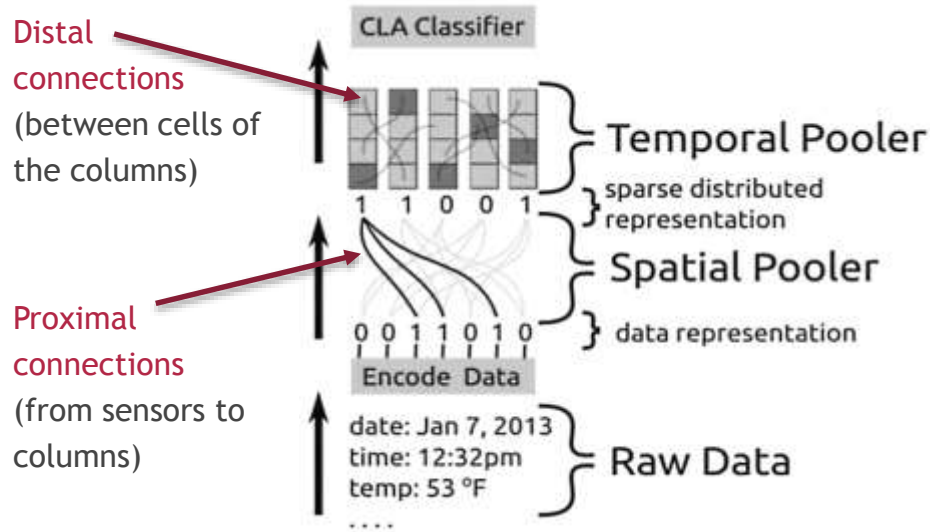 Distal
connections
(between cells of
the columns)
Proximal
connections
(from sensors to
columns)
CLA Classifier
1 1 0 0 1
0 0 1 1 0 1 0
Encode Data
date: Jan 7, 2013
time: 12:32pm
temp: 53 °F
. . . .
Temporal Pooler
sparse distributed
representation
Spatial Pooler
data representation
Raw Data